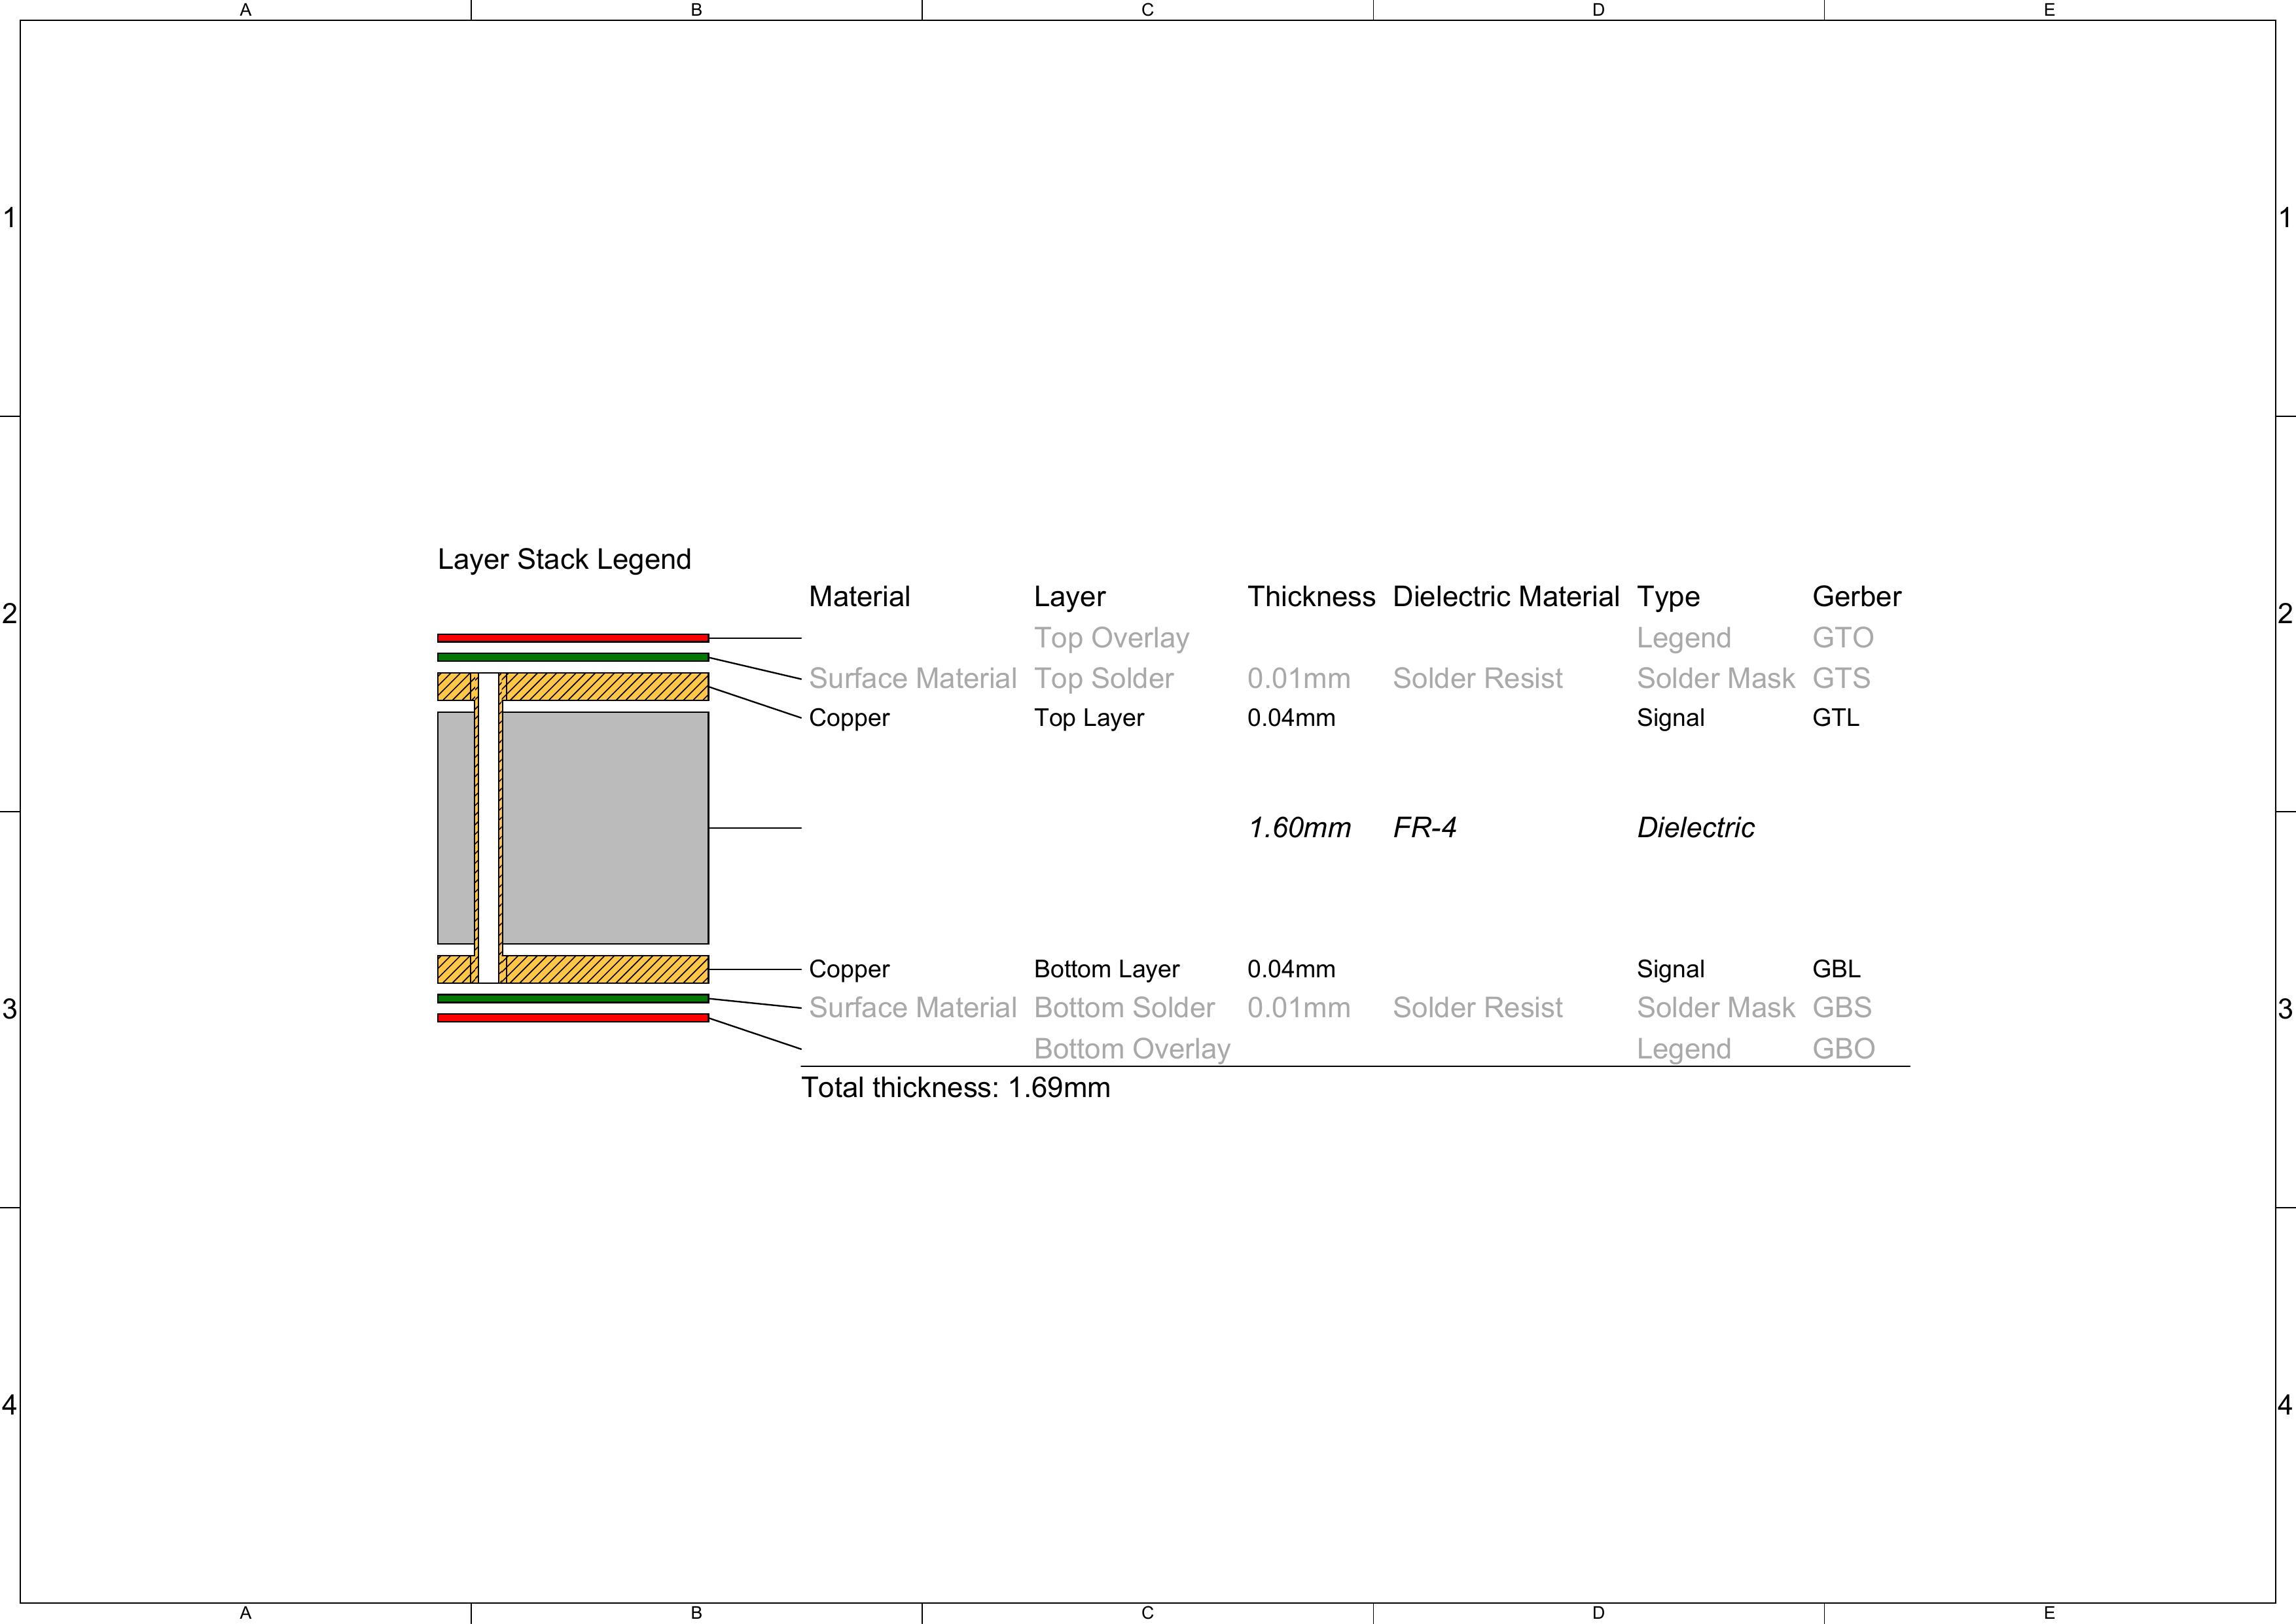 A B C D E
1 1
Layer Stack Legend
Material Layer Thickness Dielectric Material Type Gerber
2 2
Top Overlay Legend GTO
Surface Material Top Solder 0.01mm Solder Resist Solder Mask GTS
Copper Top Layer 0.04mm Signal GTL
1.60mm FR-4 Dielectric
Copper Bottom Layer 0.04mm Signal GBL
3 Surface Material Bottom Solder 0.01mm Solder Resist Solder Mask GBS 3
Bottom Overlay Legend GBO
Total thickness: 1.69mm
4 4
A B C D E